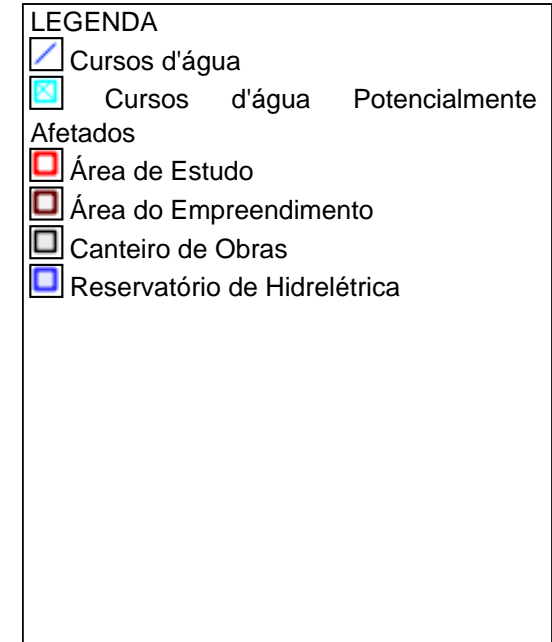 LEGENDA
Cursos d'água
Cursos d'água Potencialmente
Afetados
Área de Estudo
Área do Empreendimento
Canteiro de Obras
Reservatório de Hidrelétrica